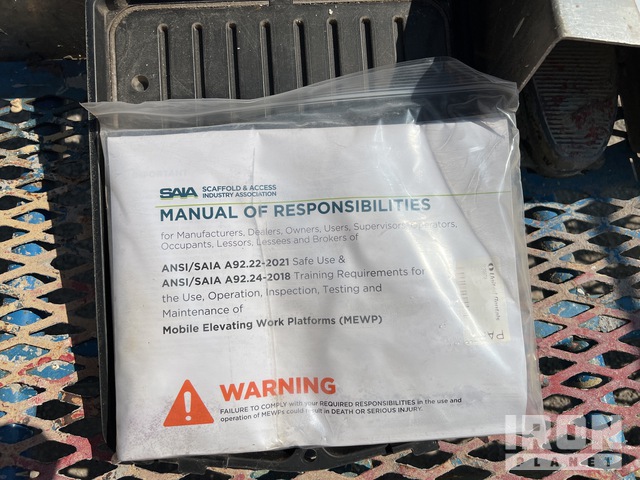 SAIA SCAFFOLD & ACCESS
INDUSTRY ASSOCIATION
MANUAL OF RESPONSIBILITIES
for Manufacturers, Dealers, Owners, Users, Supervisors, Operators,
Occupants, Lessors, Lessees and Brokers of
ANSI/SAIA A92.22-2021 Safe Use &
ANSI/SAIA A92.24-2018 Training Requirements for
the Use, Operation, Inspection, Testing and
Maintenance of
Mobile Elevating Work Platforms (MEWP)
WARNING
FAILURE TO COMPLY with your REQUIRED RESPONSIBILITIES in the use and
operation of MEWPs could result in DEATH OR SERIOUS INJURY.
IRON
PLANET